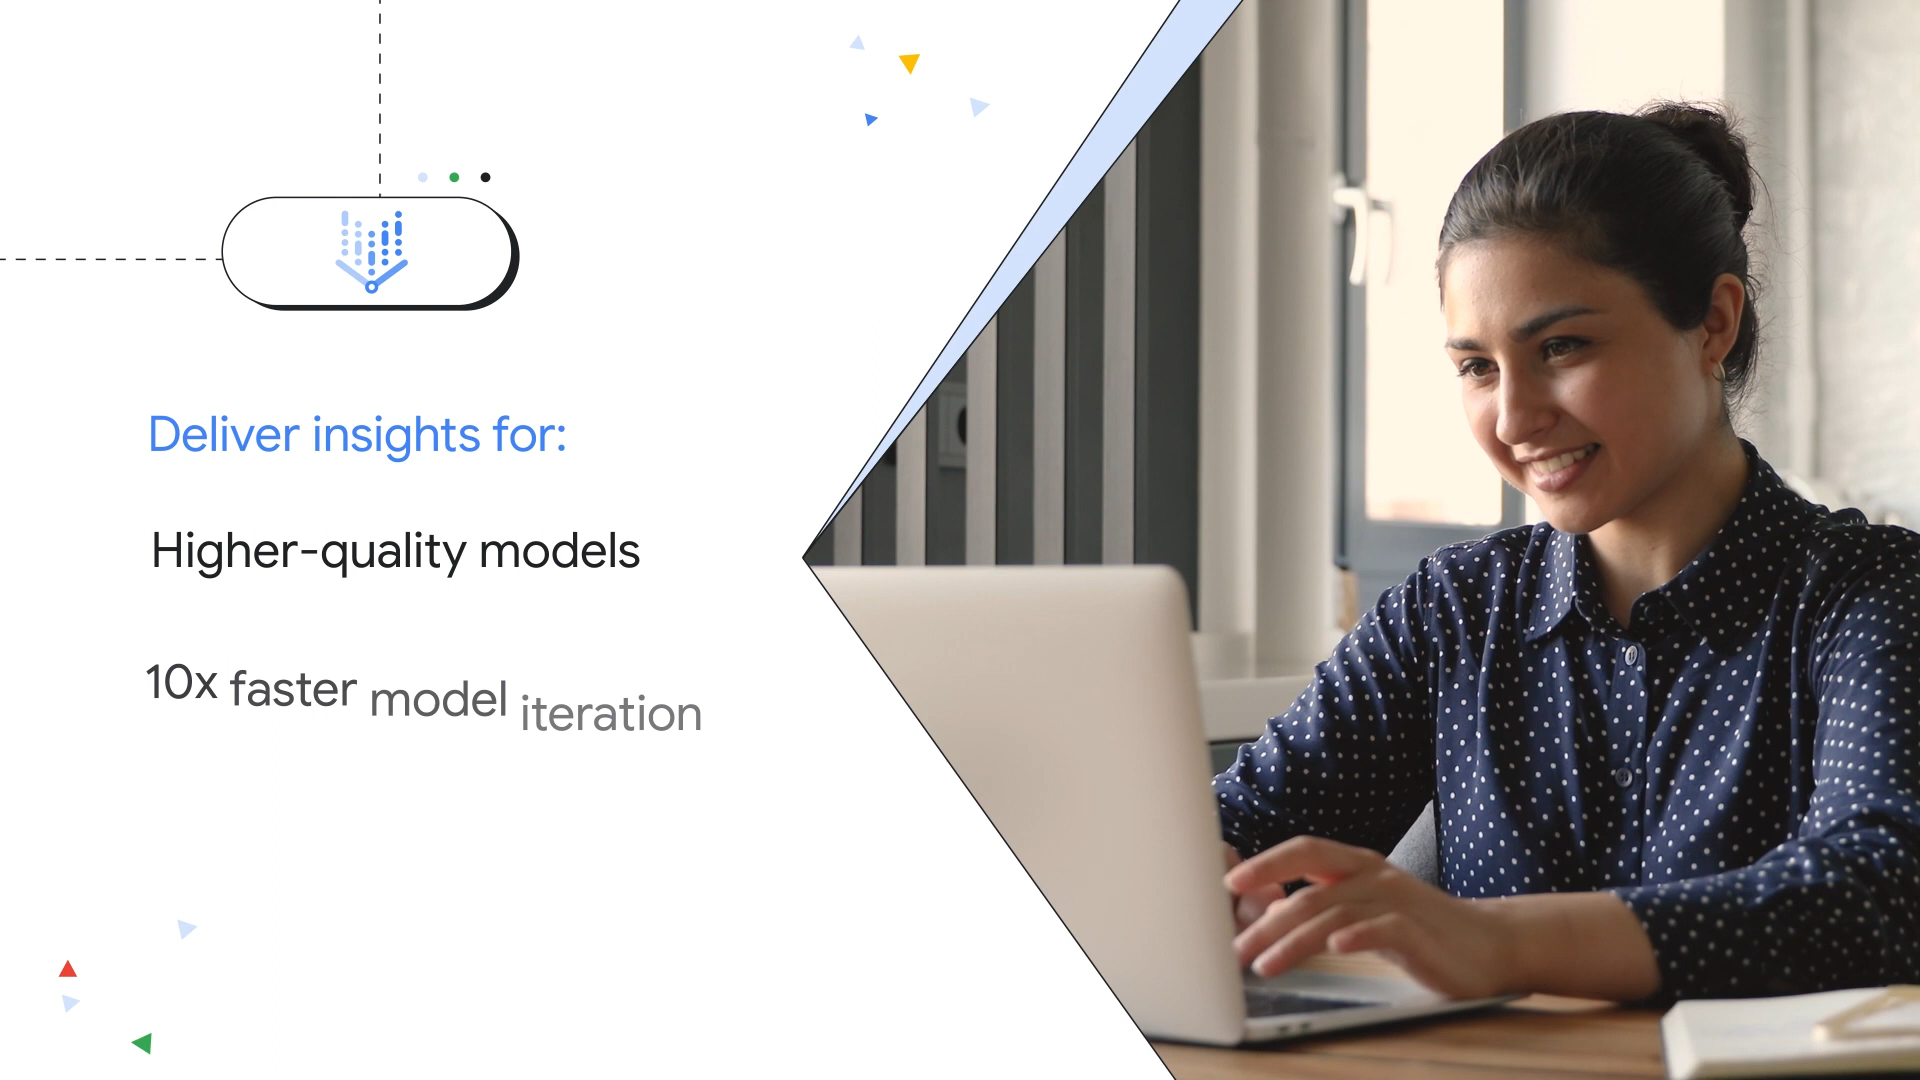 Deliver insights for:
Higher-quality models
10x faster model iteration